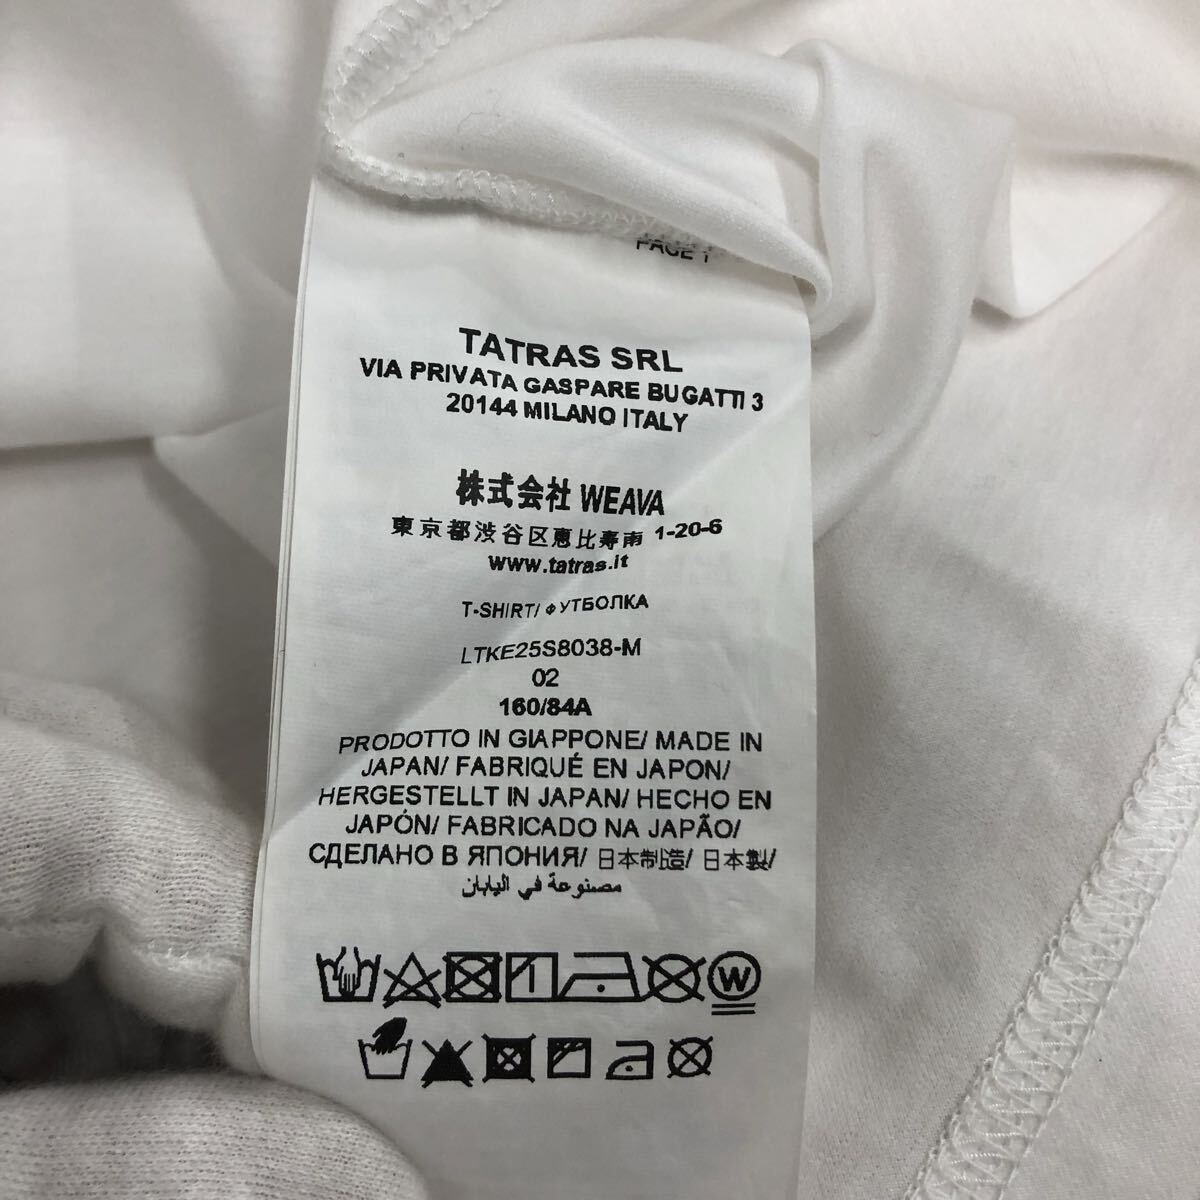 PAGE 1
TATRAS SRL
VIA PRIVATA GASPARE BUGATTI 3
20144 MILANO ITALY
株式会社 WEAVA
東京都渋谷区恵比寿南 1-20-6
www.tatras.it
T-SHIRT/ ФУТБОЛКА
LTKE25S8038-M
02
160/84A
PRODOTTO IN GIAPPONE/ MADE IN
JAPAN/ FABRIQUÉ EN JAPON/
HERGESTELLT IN JAPAN/ HECHO EN
JAPÓN/ FABRICADO NA JAPÃO/
СДЕЛАНО В ЯПОНИЯ/ 日本制造/ 日本製/
مصنوعة في اليابان
W